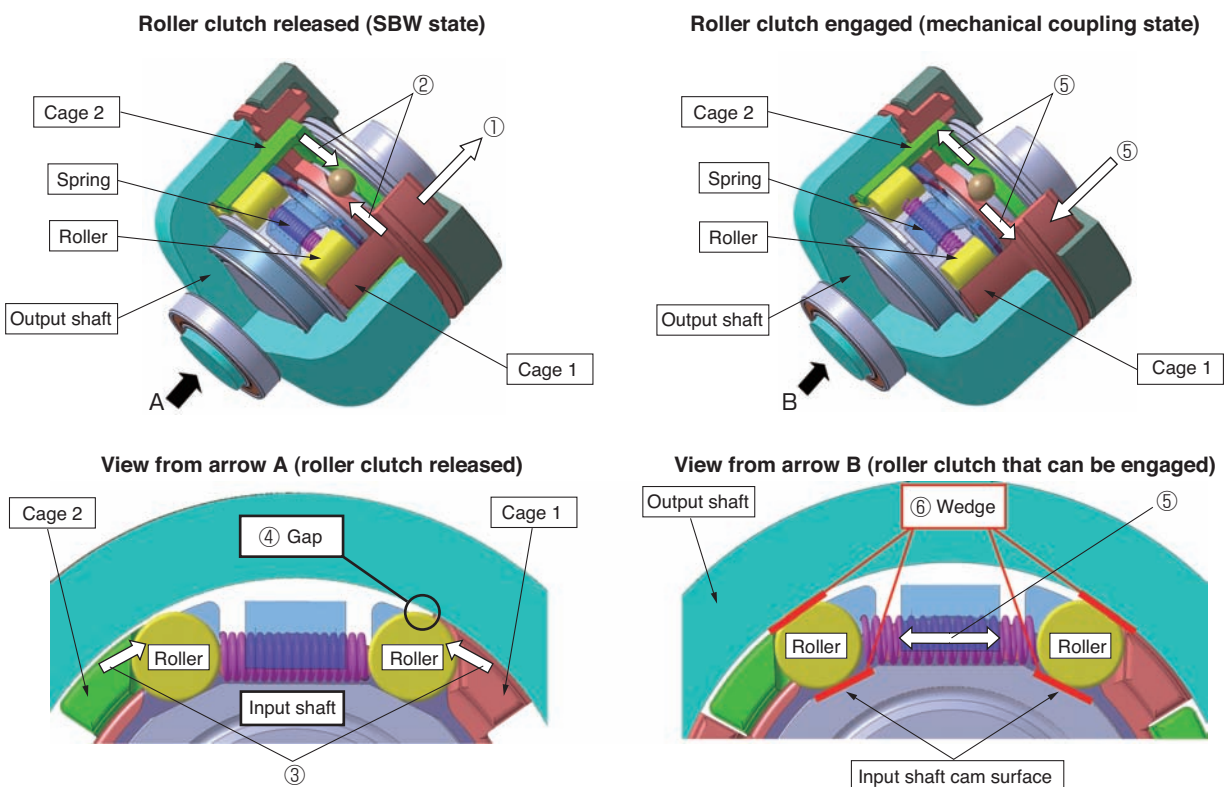 Roller clutch released (SBW state)
Cage 2
Spring
Roller
Output shaft
②
①
Cage 1
A
Roller clutch engaged (mechanical coupling state)
Cage 2
Spring
Roller
Output shaft
⑤
⑤
Cage 1
B
View from arrow A (roller clutch released)
Cage 2
④ Gap
Cage 1
Roller
Roller
Input shaft
③
View from arrow B (roller clutch that can be engaged)
Output shaft
⑥ Wedge
⑤
Roller
Roller
Input shaft cam surface